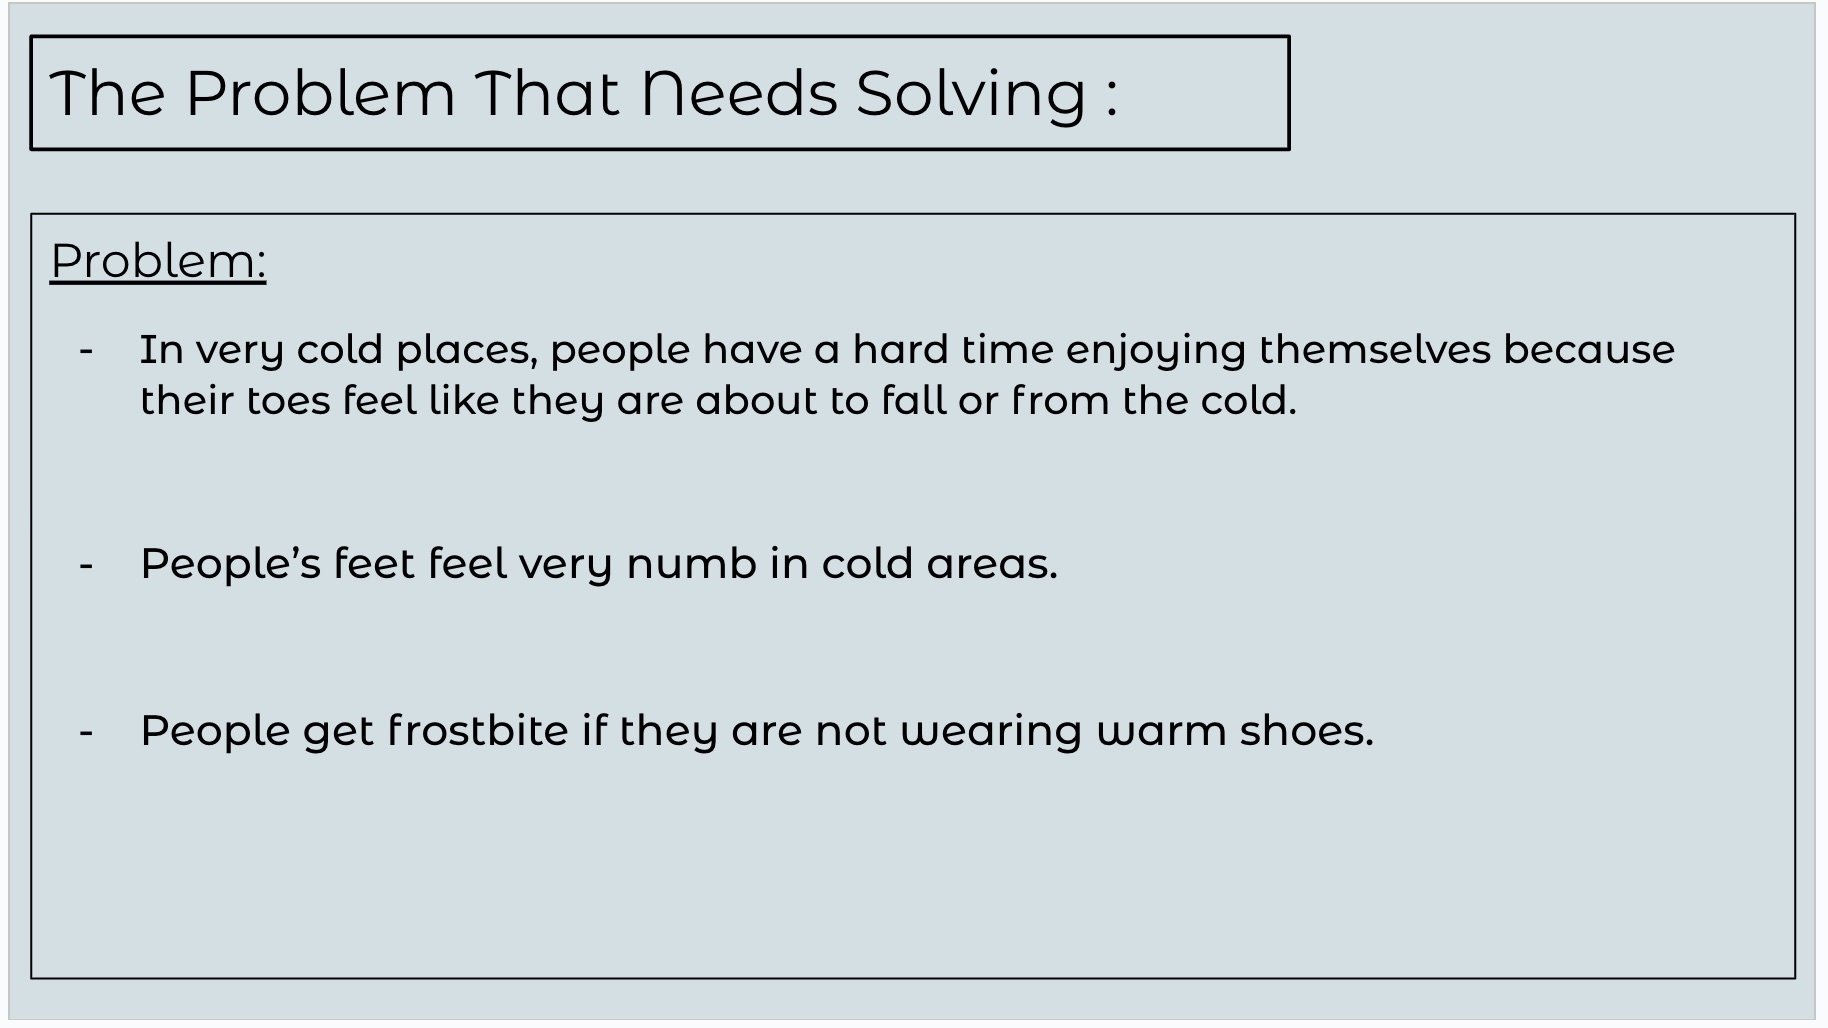 The Problem That Needs Solving :
Problem:
- In very cold places, people have a hard time enjoying themselves because
their toes feel like they are about to fall or from the cold.
- People’s feet feel very numb in cold areas.
- People get frostbite if they are not wearing warm shoes.